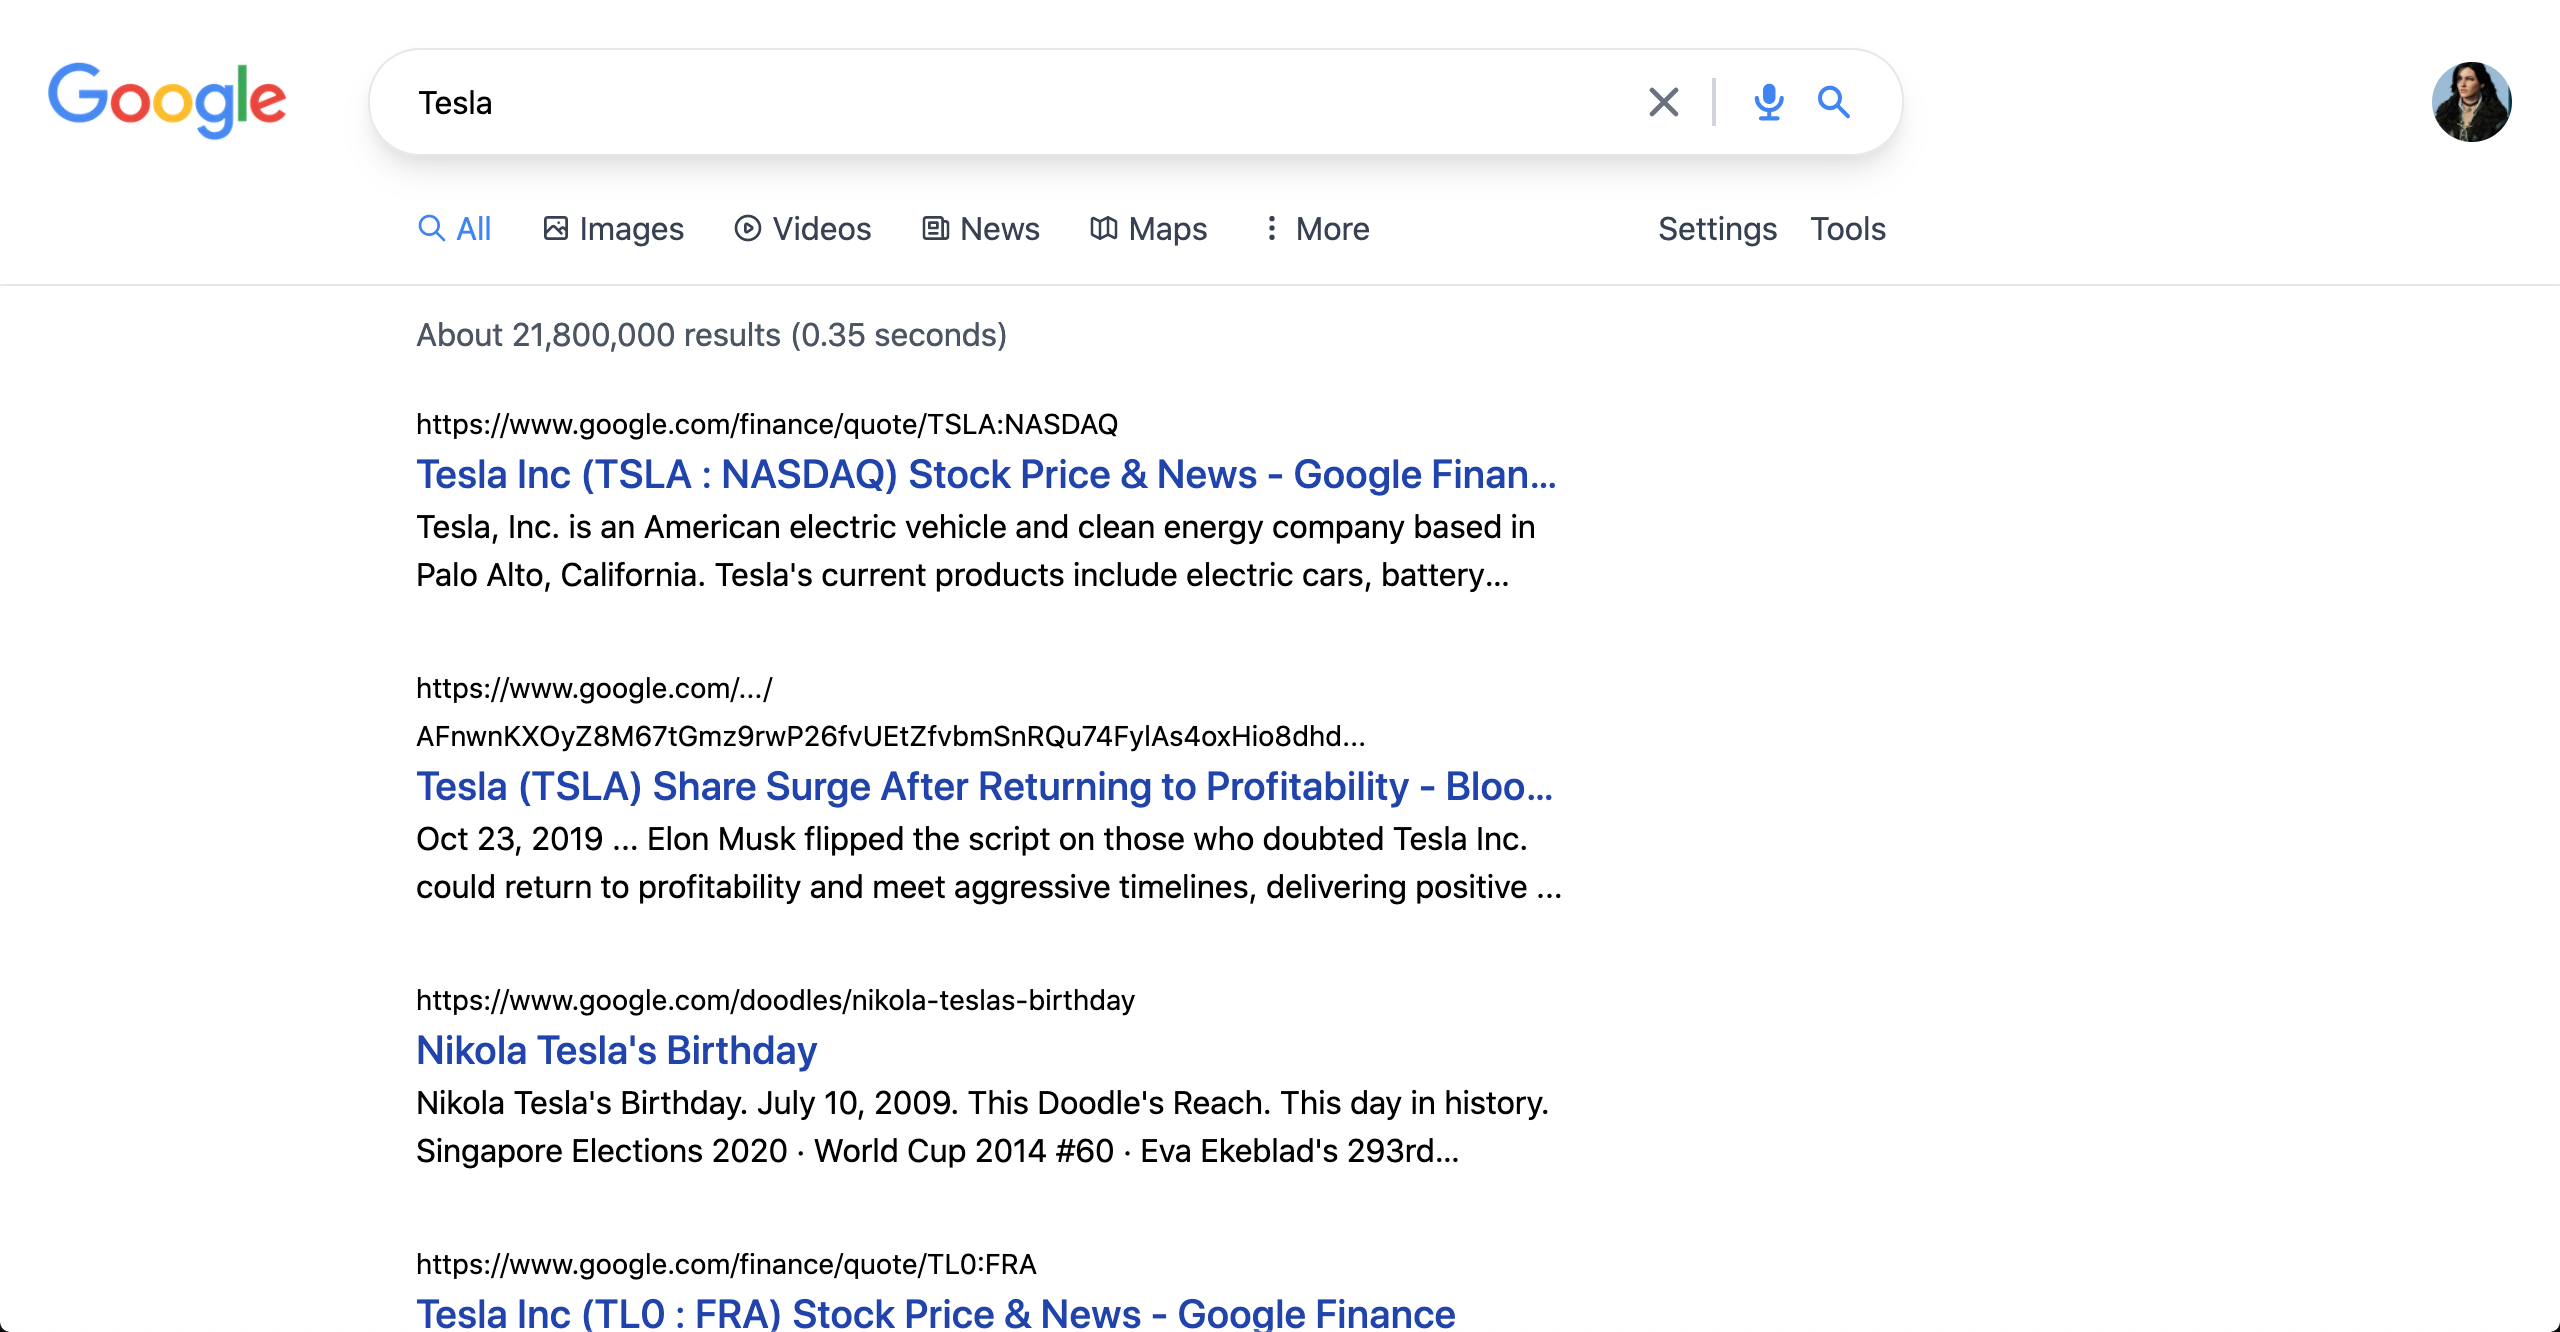 Google
Tesla
All Images Videos News Maps More Settings Tools
About 21,800,000 results (0.35 seconds)
https://www.google.com/finance/quote/TSLA:NASDAQ
Tesla Inc (TSLA : NASDAQ) Stock Price & News - Google Finan...
Tesla, Inc. is an American electric vehicle and clean energy company based in
Palo Alto, California. Tesla's current products include electric cars, battery...
https://www.google.com/.../
AFnwnKXOyZ8M67tGmz9rwP26fvUEtZfvbmSnRQu74FylAs4oxHio8dhd...
Tesla (TSLA) Share Surge After Returning to Profitability - Bloo...
Oct 23, 2019 ... Elon Musk flipped the script on those who doubted Tesla Inc.
could return to profitability and meet aggressive timelines, delivering positive ...
https://www.google.com/doodles/nikola-teslas-birthday
Nikola Tesla's Birthday
Nikola Tesla's Birthday. July 10, 2009. This Doodle's Reach. This day in history.
Singapore Elections 2020 · World Cup 2014 #60 · Eva Ekeblad's 293rd...
https://www.google.com/finance/quote/TL0:FRA
Tesla Inc (TL0 : FRA) Stock Price & News - Google Finance